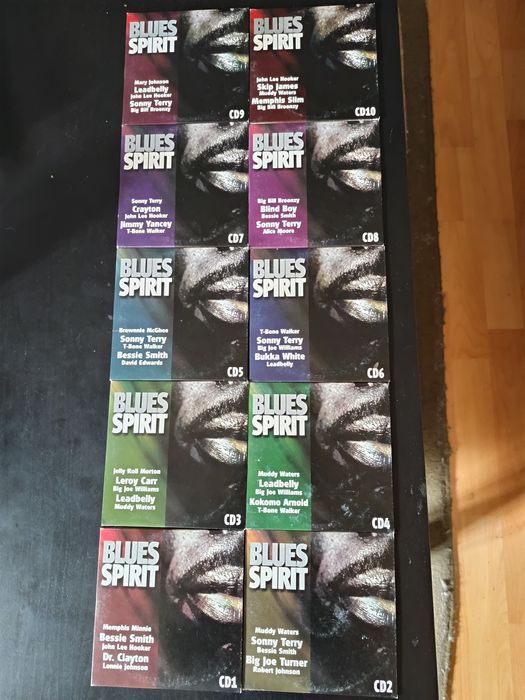 BLUES
SPIRIT
Mary Johnson
Leadbelly
John Lee Hooker
Sonny Terry
Big Bill Broonzy
CD9
BLUES
SPIRIT
John Lee Hooker
Skip James
Muddy Waters
Memphis Slim
Big Bill Broonzy
CD10
BLUES
SPIRIT
Sonny Terry
Crayton
John Lee Hooker
Jimmy Yancey
T-Bone Walker
CD7
BLUES
SPIRIT
Big Bill Broonzy
Blind Boy
Bessie Smith
Sonny Terry
Alice Moore
CD8
BLUES
SPIRIT
Brownnie McGhee
Sonny Terry
T-Bone Walker
Bessie Smith
David Edwards
CD5
BLUES
SPIRIT
T-Bone Walker
Sonny Terry
Big Joe Williams
Bukka White
Leadbelly
CD6
BLUES
SPIRIT
Jelly Roll Morton
Leroy Carr
Big Joe Williams
Leadbelly
Muddy Waters
CD3
BLUES
SPIRIT
Muddy Waters
Leadbelly
Big Joe Williams
Kokomo Arnold
T-Bone Walker
CD4
BLUES
SPIRIT
Memphis Minnie
Bessie Smith
John Lee Hooker
Dr. Clayton
Lonnie Johnson
CD1
BLUES
SPIRIT
Muddy Waters
Sonny Terry
Bessie Smith
Big Joe Turner
Robert Johnson
CD2